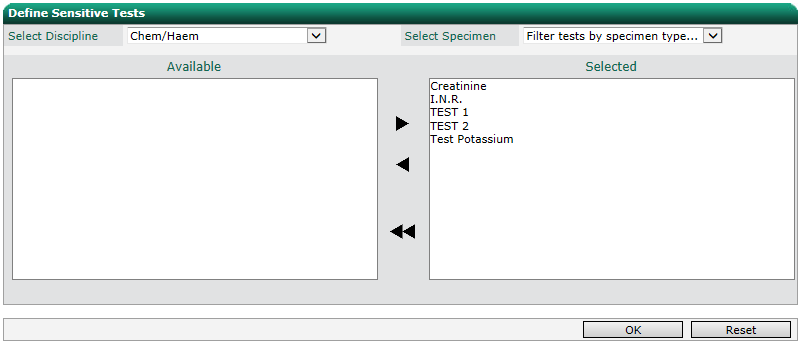 Define Sensitive Tests
Select Discipline Chem/Haem Select Specimen Filter tests by specimen type...
Available Selected
Creatinine
I.N.R.
TEST 1
TEST 2
Test Potassium
OK Reset